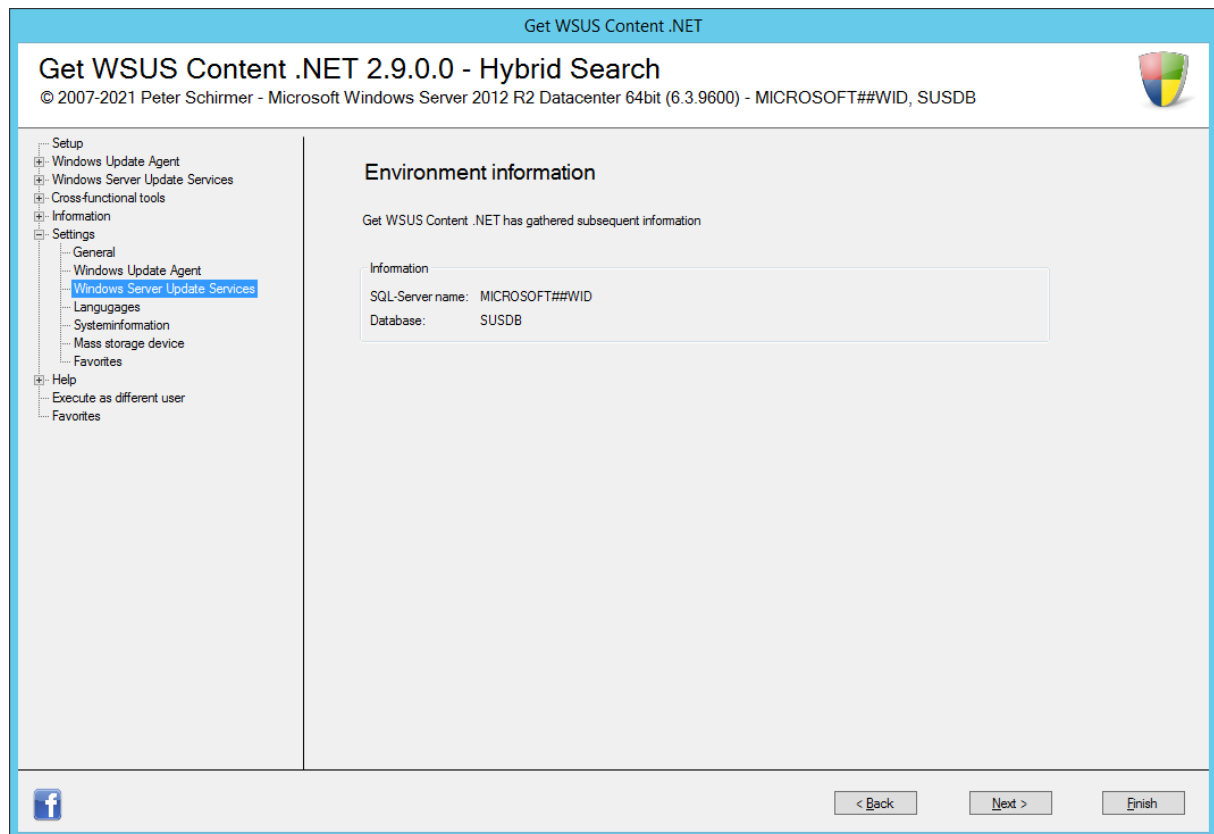 Get WSUS Content .NET
Get WSUS Content .NET 2.9.0.0 - Hybrid Search
© 2007-2021 Peter Schirmer - Microsoft Windows Server 2012 R2 Datacenter 64bit (6.3.9600) - MICROSOFT##WID, SUSDB
Setup
Windows Update Agent
Windows Server Update Services
Cross-functional tools
Information
Settings
General
Windows Update Agent
Windows Server Update Services
Langugages
Systeminformation
Mass storage device
Favorites
Help
Execute as different user
Favorites
Environment information
Get WSUS Content .NET has gathered subsequent information
Information
SQL-Server name: MICROSOFT##WID
Database: SUSDB
f
< Back Next > Finish